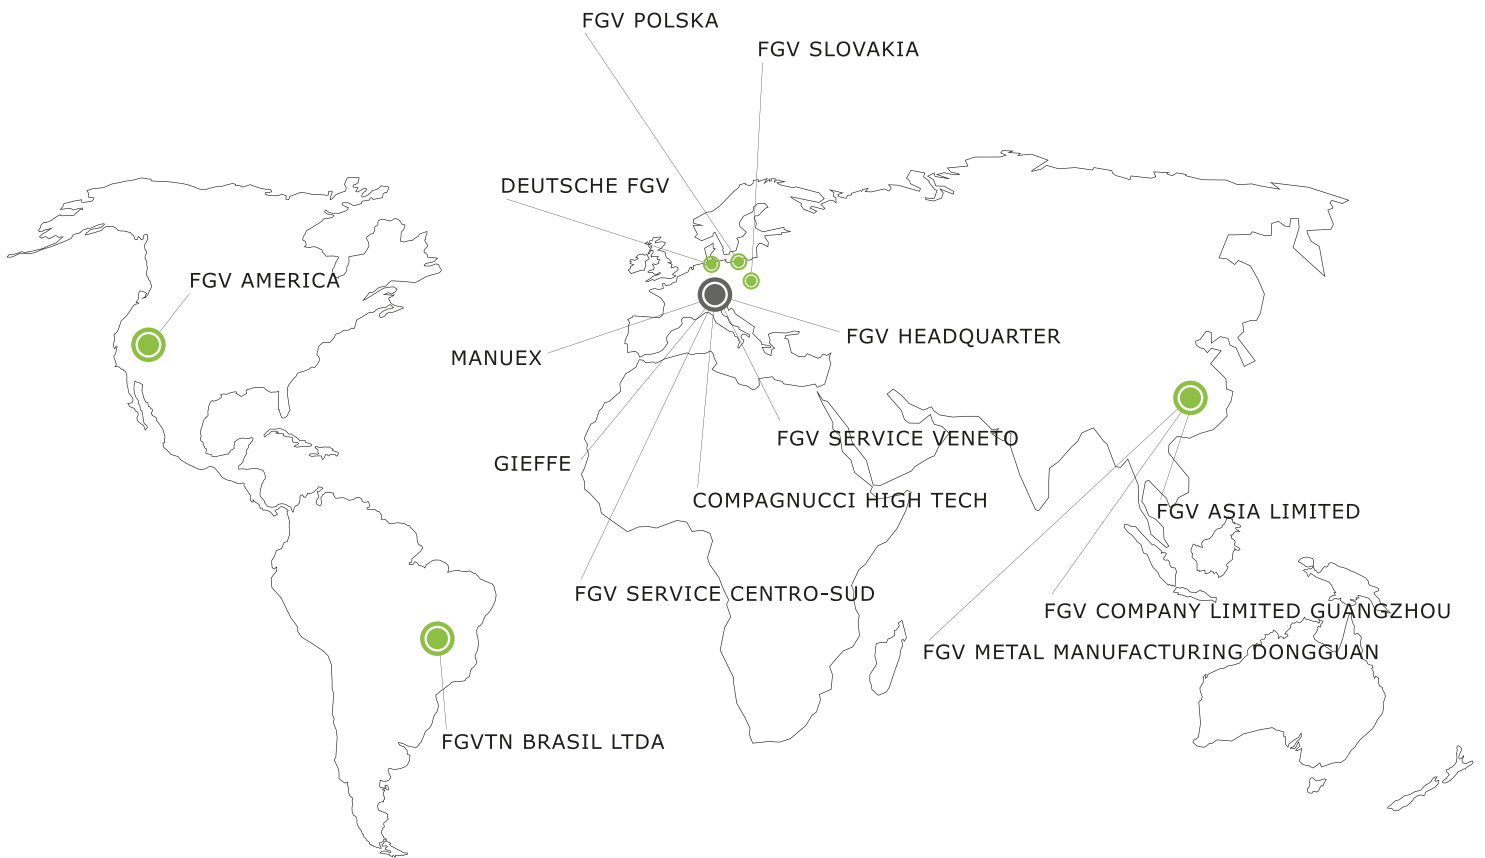 FGV POLSKA
FGV SLOVAKIA
DEUTSCHE FGV
FGV AMERICA
FGV HEADQUARTER
MANUEX
FGV SERVICE VENETO
GIEFFE
COMPAGNUCCI HIGH TECH
FGV ASIA LIMITED
FGV SERVICE CENTRO-SUD
FGV COMPANY LIMITED GUANGZHOU
FGV METAL MANUFACTURING DONGGUAN
FGVTN BRASIL LTDA